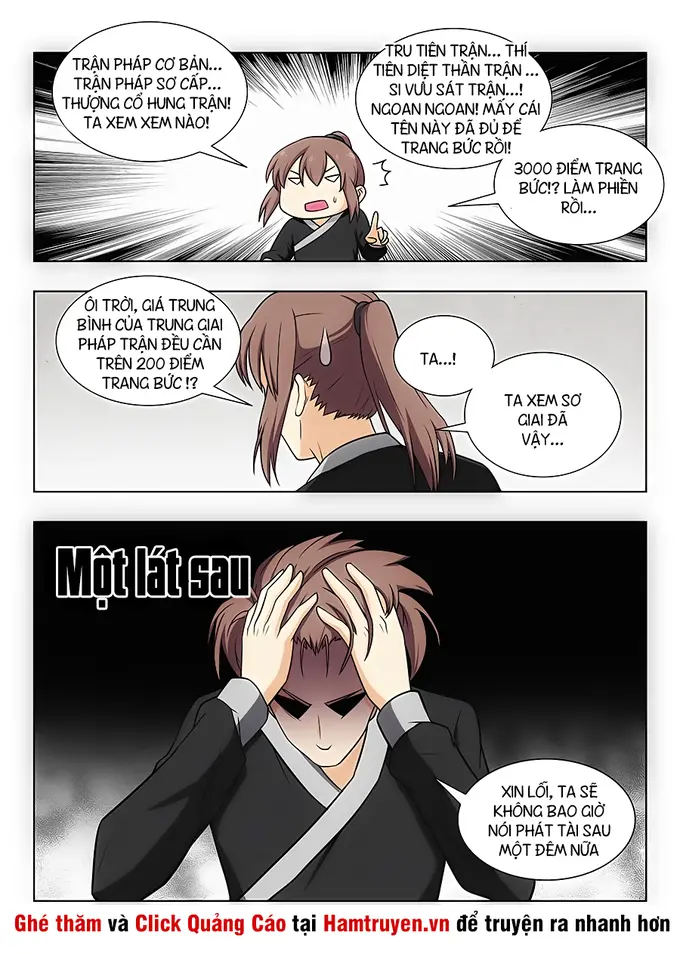 TRẬN PHÁP CƠ BẢN...
TRẬN PHÁP SƠ CẤP...
THƯỢNG CỔ HUNG TRẬN!
TA XEM XEM NÀO!
TRU TIÊN TRẬN... THÍ
TIÊN DIỆT THẦN TRẬN ...
SI VƯU SÁT TRẬN...!
NGOAN NGOAN! MẤY CÁI
TÊN NÀY ĐÃ ĐỦ ĐỂ
TRANG BỨC RỒI!
3000 ĐIỂM TRANG
BỨC!? LÀM PHIỀN
RỒI...
ÔI TRỜI, GIÁ TRUNG
BÌNH CỦA TRUNG GIAI
PHÁP TRẬN ĐỀU CẦN
TRÊN 200 ĐIỂM
TRANG BỨC !?
TA...!
TA XEM SƠ
GIAI ĐÃ
VẬY...
Một lát sau
XIN LỐI, TA SẼ
KHÔNG BAO GIỜ
NÓI PHÁT TÀI SAU
MỘT ĐÊM NỮA
Ghé thăm và Click Quảng Cáo tại Hamtruyen.vn để truyện ra nhanh hơn